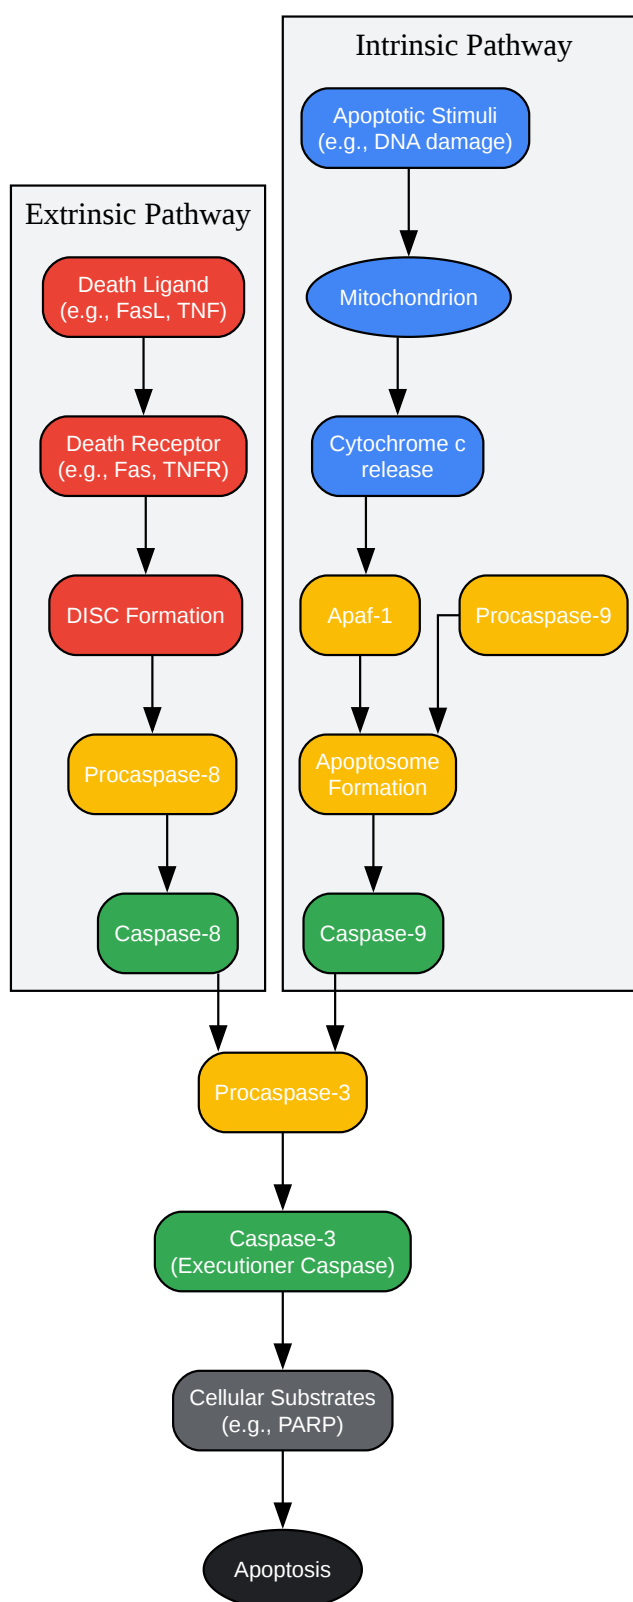 Intrinsic Pathway
Apoptotic Stimuli
(e.g., DNA damage)
Mitochondrion
Cytochrome c
release
Apaf-1
Procaspase-9
Apoptosome
Formation
Caspase-9
Extrinsic Pathway
Death Ligand
(e.g., FasL, TNF)
Death Receptor
(e.g., Fas, TNFR)
DISC Formation
Procaspase-8
Caspase-8
Procaspase-3
Caspase-3
(Executioner Caspase)
Cellular Substrates
(e.g., PARP)
Apoptosis